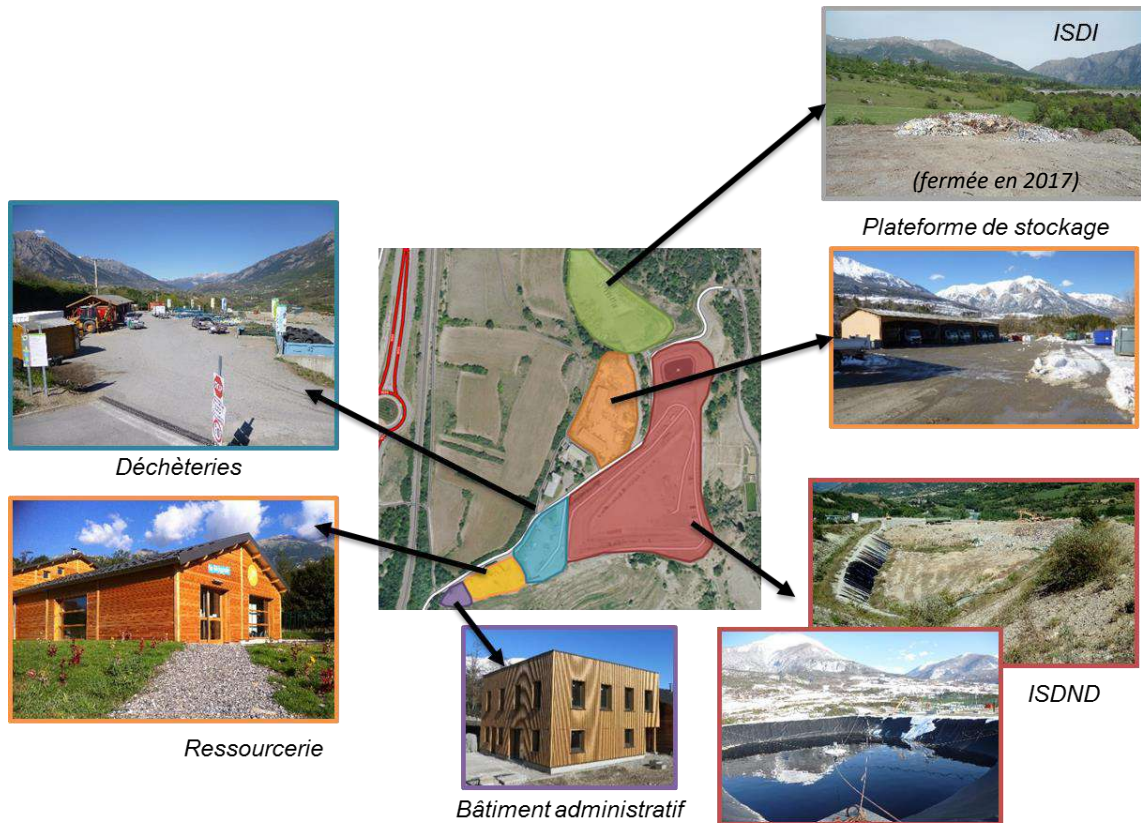 ISDI
(fermée en 2017)
Plateforme de stockage
Déchèteries
Ressourcerie
ISDND
Bâtiment administratif